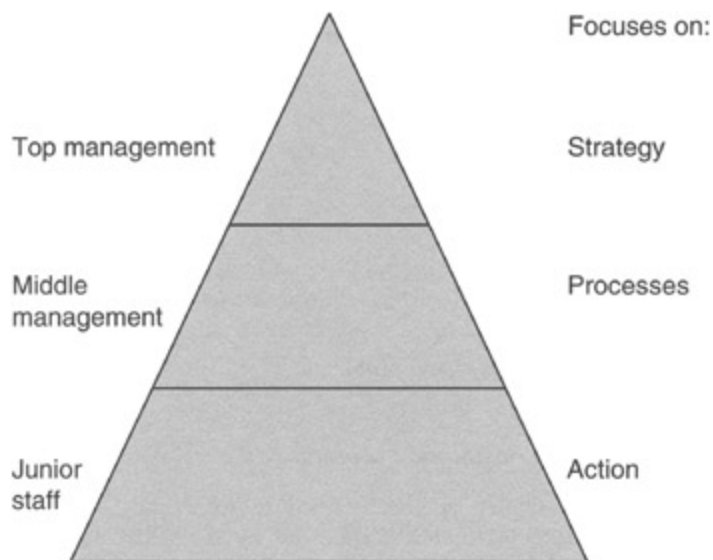 Focuses on:
Top management
Strategy
Middle
management
Processes
Junior
staff
Action